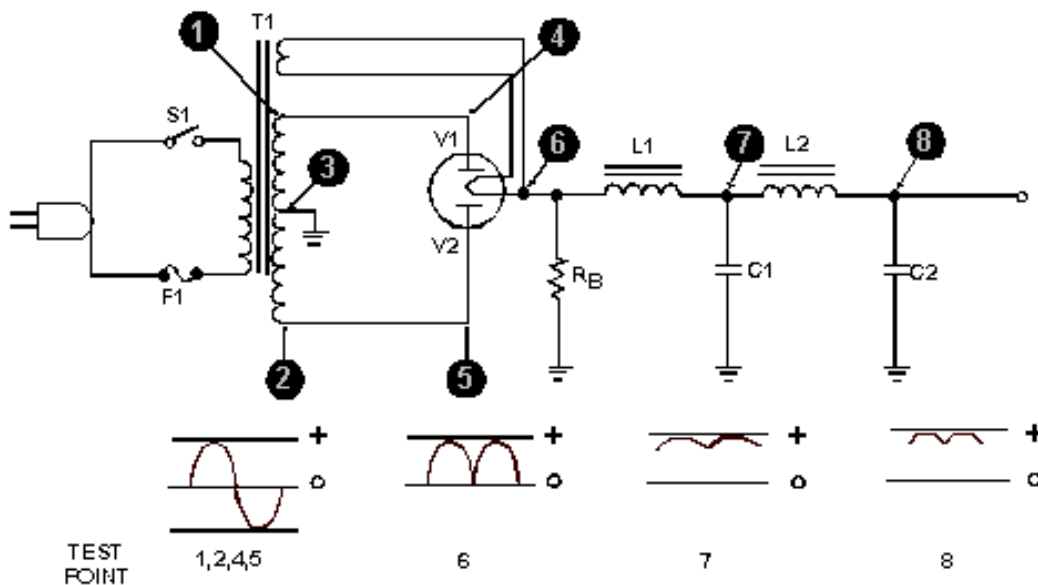 T1
1
4
S1
V1
3
6
L1
7
L2
8
V2
F1
RB
C1
C2
2
5
+ + + +
o o o o
TEST POINT
1,2,4,5 6 7 8